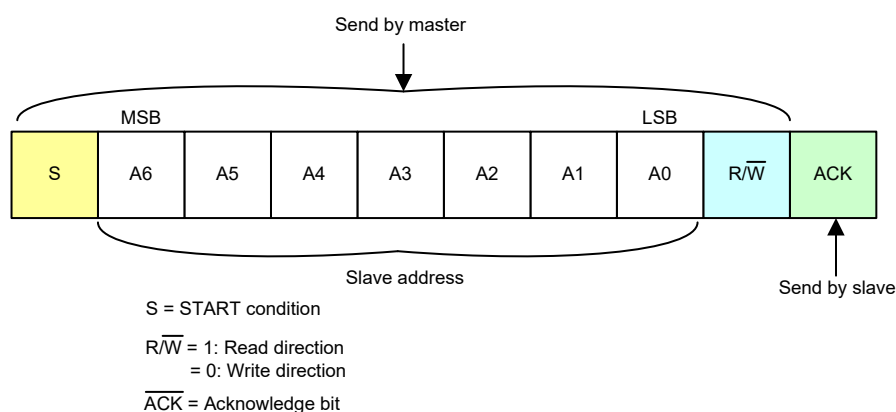 Send by master
MSB LSB
S A6 A5 A4 A3 A2 A1 A0 R/W̅ ACK
Slave address
Send by slave
S = START condition
R/W̅ = 1: Read direction
= 0: Write direction
A̅C̅K̅ = Acknowledge bit